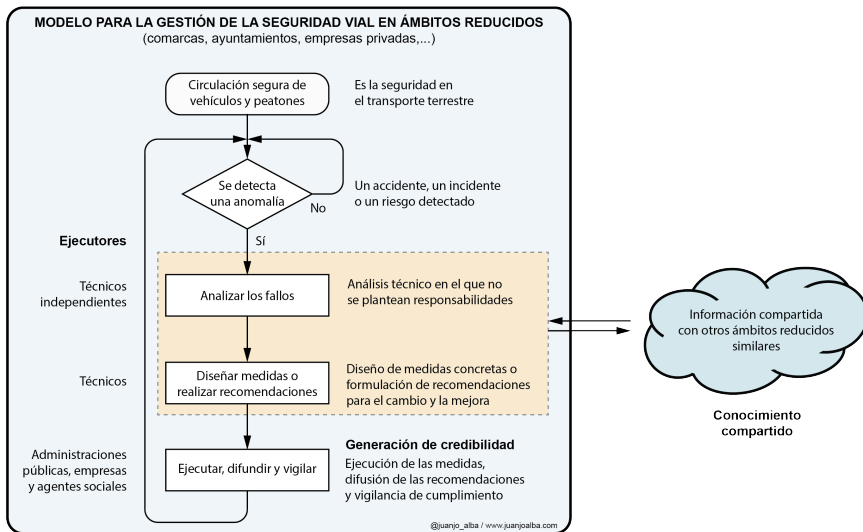 MODELO PARA LA GESTIÓN DE LA SEGURIDAD VIAL EN ÁMBITOS REDUCIDOS
(comarcas, ayuntamientos, empresas privadas,...)
Circulación segura de
vehículos y peatones
Es la seguridad en
el transporte terrestre
Se detecta
una anomalía
No
Un accidente, un incidente
o un riesgo detectado
Sí
Ejecutores
Técnicos
independientes
Analizar los fallos
Análisis técnico en el que no
se plantean responsabilidades
Técnicos
Diseñar medidas o
realizar recomendaciones
Diseño de medidas concretas o
formulación de recomendaciones
para el cambio y la mejora
Administraciones
públicas, empresas
y agentes sociales
Ejecutar, difundir y vigilar
Generación de credibilidad
Ejecución de las medidas,
difusión de las recomendaciones
y vigilancia de cumplimiento
@juanjo_alba / www.juanjoalba.com
Información compartida
con otros ámbitos reducidos
similares
Conocimiento
compartido